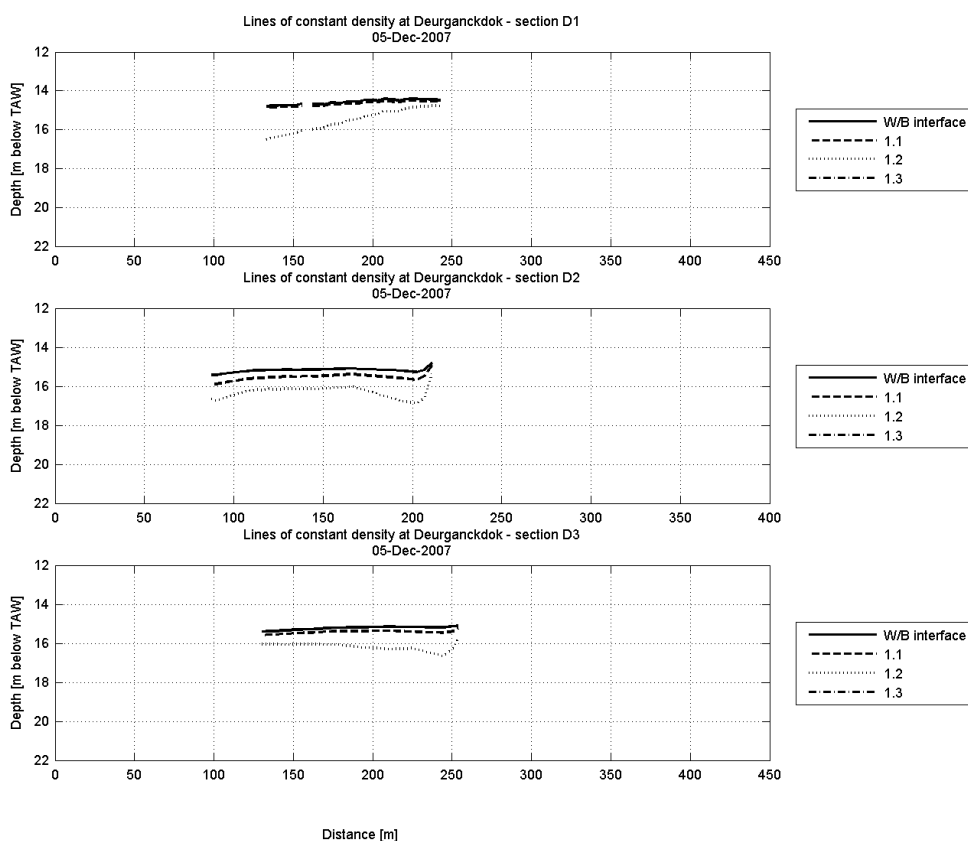 Lines of constant density at Deurganckdok - section D1
05-Dec-2007
12
14
16
18
20
22
Depth [m below TAW]
0 50 100 150 200 250 300 350 400 450
W/B interface
1.1
1.2
1.3
Lines of constant density at Deurganckdok - section D2
05-Dec-2007
12
14
16
18
20
22
Depth [m below TAW]
0 50 100 150 200 250 300 350 400
W/B interface
1.1
1.2
1.3
Lines of constant density at Deurganckdok - section D3
05-Dec-2007
12
14
16
18
20
22
Depth [m below TAW]
0 50 100 150 200 250 300 350 400 450
W/B interface
1.1
1.2
1.3
Distance [m]